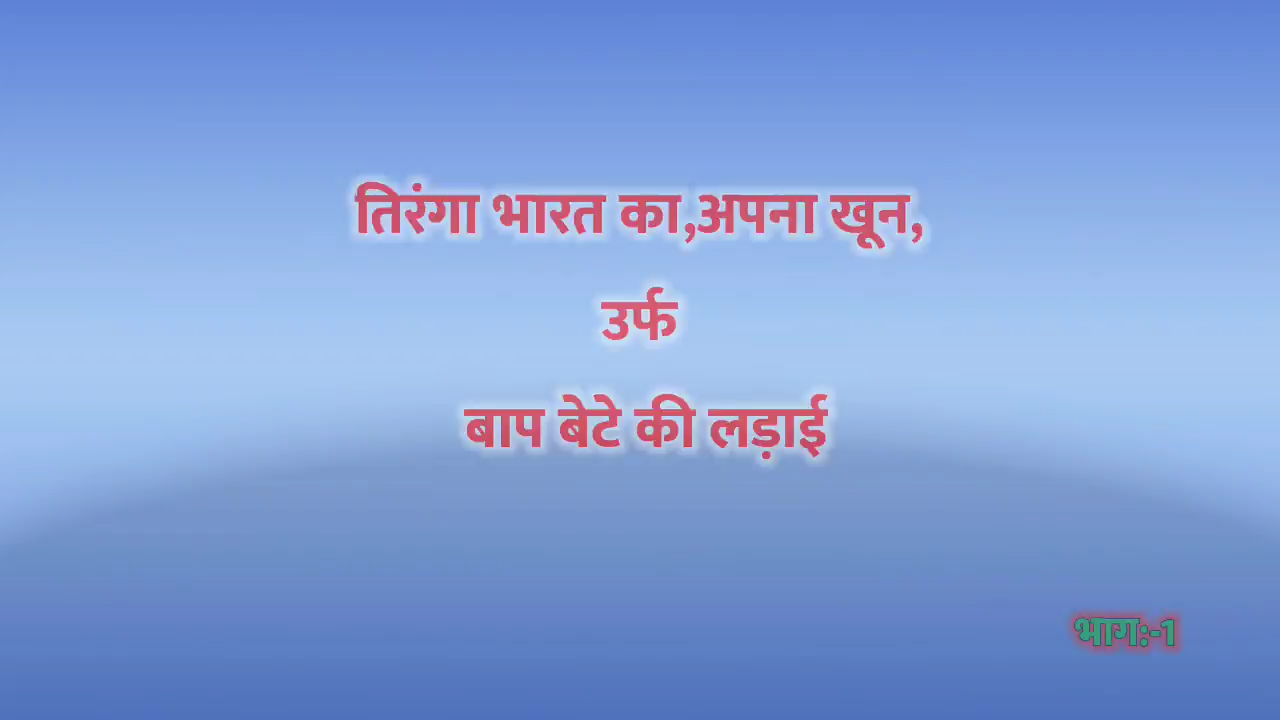 तिरंगा भारत का,अपना खून,
उर्फ
बाप बेटे की लड़ाई
भाग:-1